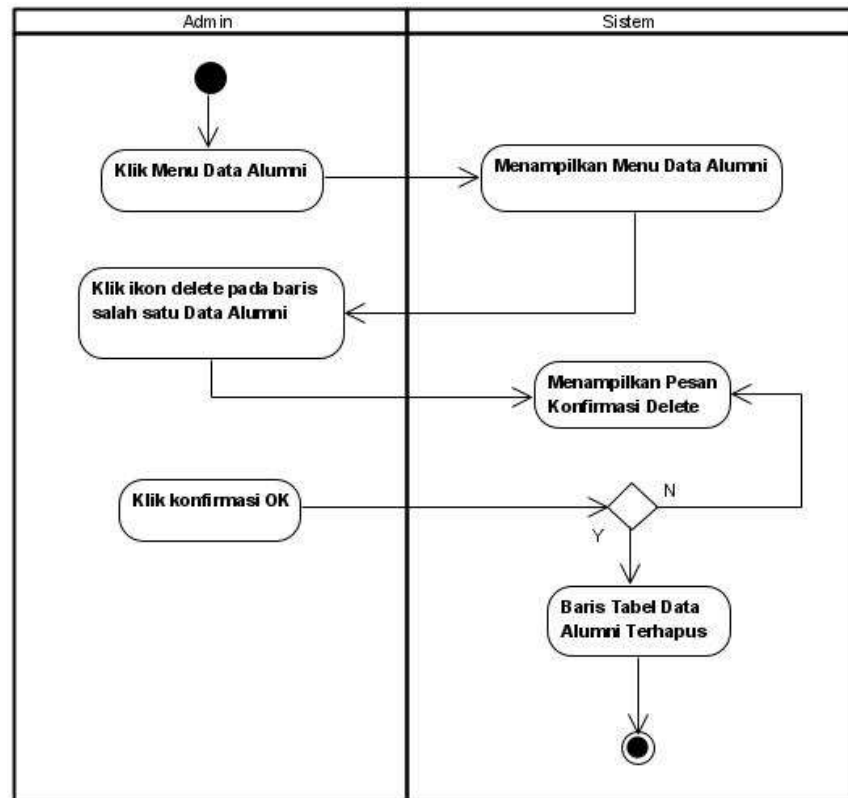 Admin
Sistem
Klik Menu Data Alumni
Menampilkan Menu Data Alumni
Klik ikon delete pada baris
salah satu Data Alumni
Menampilkan Pesan
Konfirmasi Delete
Klik konfirmasi OK
N
Y
Baris Tabel Data
Alumni Terhapus